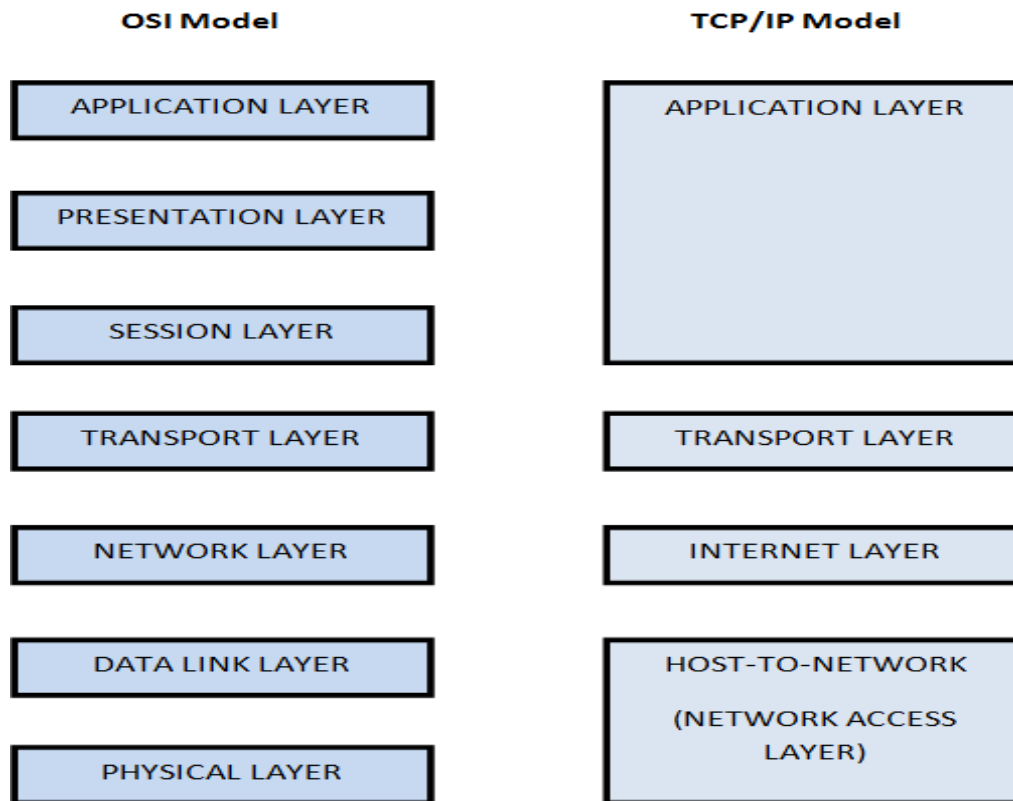 OSI Model
TCP/IP Model
APPLICATION LAYER
PRESENTATION LAYER
SESSION LAYER
TRANSPORT LAYER
NETWORK LAYER
DATA LINK LAYER
PHYSICAL LAYER
APPLICATION LAYER
TRANSPORT LAYER
INTERNET LAYER
HOST-TO-NETWORK
(NETWORK ACCESS
LAYER)